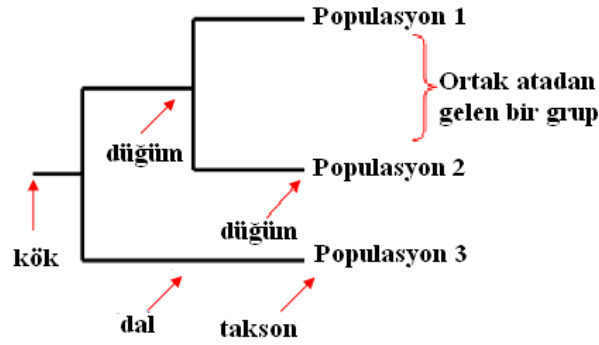 Populasyon 1
Ortak atadan
gelen bir grup
düğüm
Populasyon 2
düğüm
kök
Populasyon 3
dal
takson